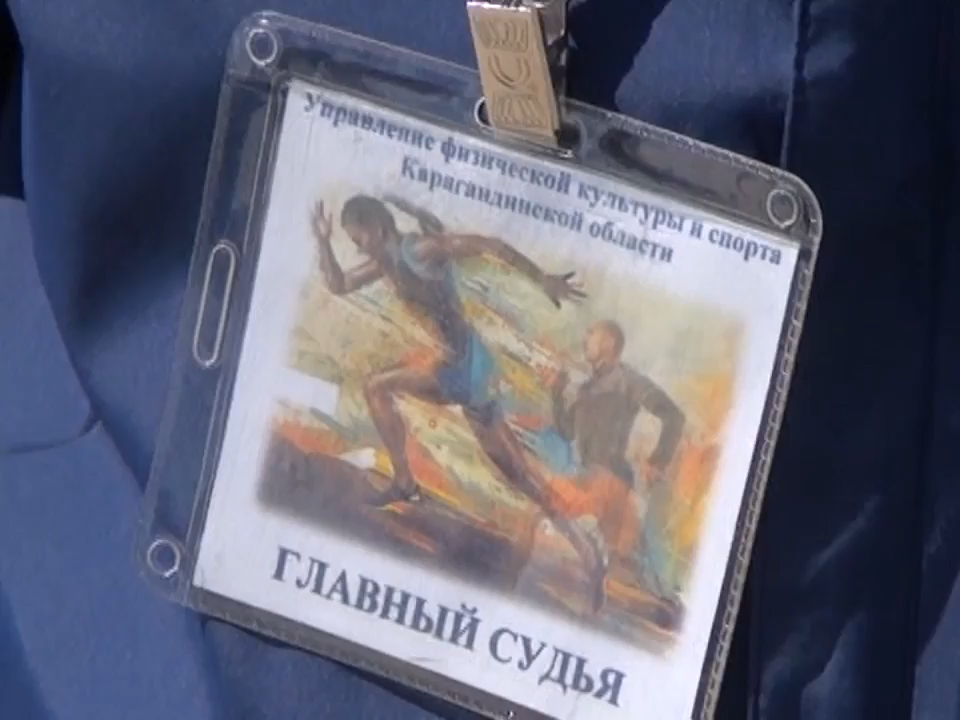 Управление физической культуры и спорта
Карагандинской области
ГЛАВНЫЙ СУДЬЯ